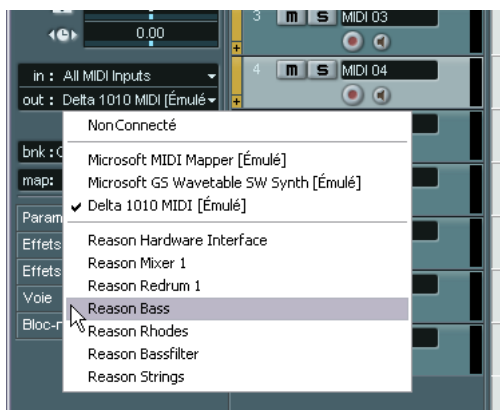 0.00
3 m S MIDI 03
in : All MIDI Inputs
4 m S MIDI 04
out : Delta 1010 MIDI [Émulé
NonConnecté
bnk :
Microsoft MIDI Mapper [Émulé]
map:
Microsoft GS Wavetable SW Synth [Émulé]
Delta 1010 MIDI [Émulé]
Param
Effets
Reason Hardware Interface
Reason Mixer 1
Effets
Reason Redrum 1
Voie
Reason Bass
Bloc-r
Reason Rhodes
Reason Bassfilter
Reason Strings